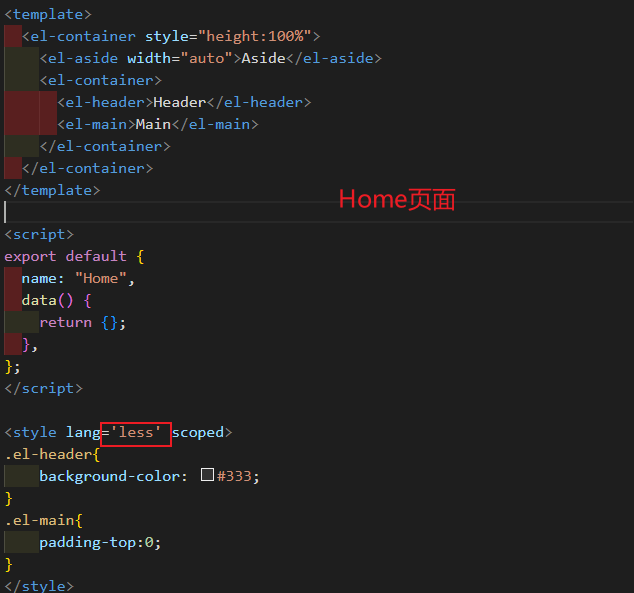 <template>
<el-container style="height:100%">
<el-aside width="auto">Aside</el-aside>
<el-container>
<el-header>Header</el-header>
<el-main>Main</el-main>
</el-container>
</el-container>
</template>
Home页面
<script>
export default {
name: "Home",
data() {
return {};
},
};
</script>
<style lang='less' scoped>
.el-header{
background-color: #333;
}
.el-main{
padding-top:0;
}
</style>